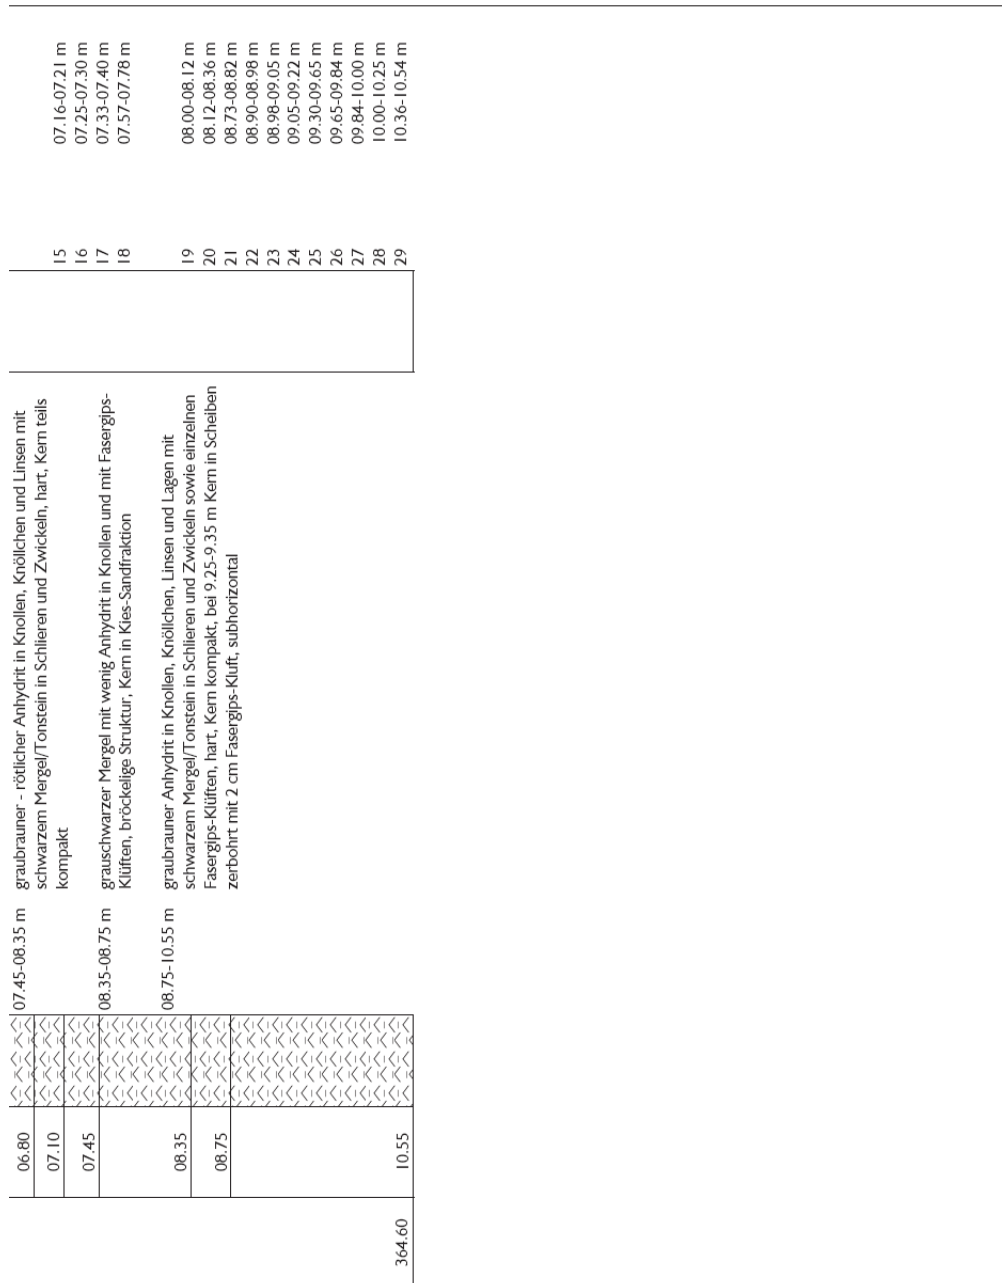 364.60
06.80
07.10
07.45
08.35
08.75
10.55
07.45-08.35 m
graubrauner - rötlicher Anhydrit in Knollen, Knöllchen und Linsen mit
schwarzem Mergel/Tonstein in Schlieren und Zwickeln, hart, Kern teils
kompakt
08.35-08.75 m
grauschwarzer Mergel mit wenig Anhydrit in Knollen und mit Fasergips-
Klüften, bröckelige Struktur, Kern in Kies-Sandfraktion
08.75-10.55 m
graubrauner Anhydrit in Knollen, Knöllchen, Linsen und Lagen mit
schwarzem Mergel/Tonstein in Schlieren und Zwickeln sowie einzelnen
Fasergips-Klüften, hart, Kern kompakt, bei 9.25-9.35 m Kern in Scheiben
zerbohrt mit 2 cm Fasergips-Kluft, subhorizontal
15 07.16-07.21 m
16 07.25-07.30 m
17 07.33-07.40 m
18 07.57-07.78 m
19 08.00-08.12 m
20 08.12-08.36 m
21 08.73-08.82 m
22 08.90-08.98 m
23 08.98-09.05 m
24 09.05-09.22 m
25 09.30-09.65 m
26 09.65-09.84 m
27 09.84-10.00 m
28 10.00-10.25 m
29 10.36-10.54 m